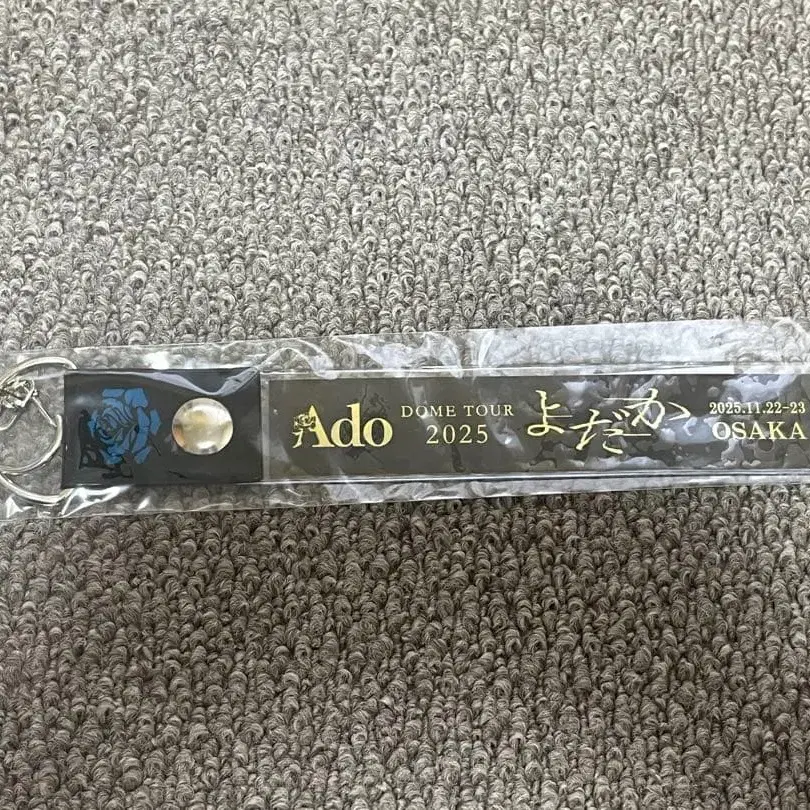 Ado
DOME TOUR
2025
よだか
2025.11.22-23
OSAKA